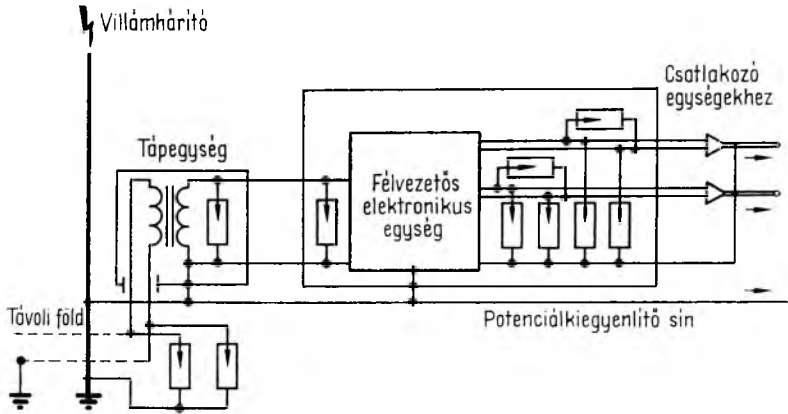 Villámhárító
Csatlakozó
egységekhez
Tápegység
Félvezetős
elektronikus
egység
Távoli föld
Potenciálkiegyenlítő sín